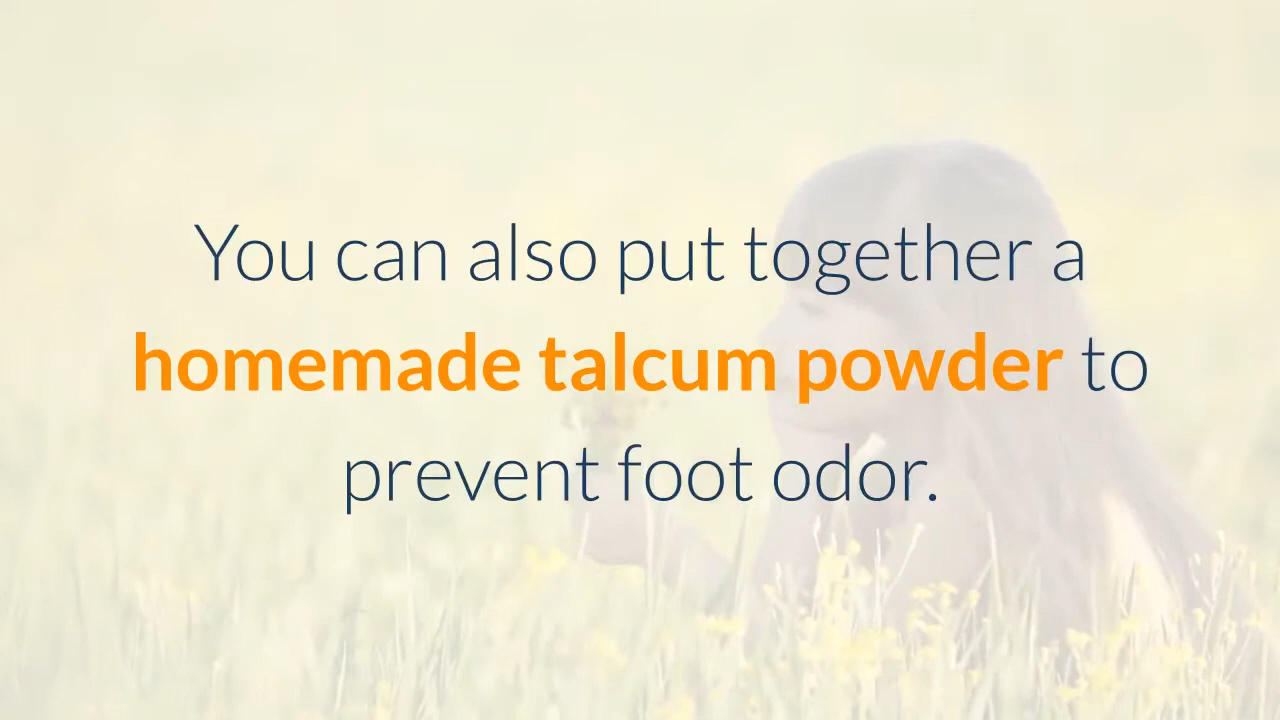 You can also put together a
homemade talcum powder to
prevent foot odor.